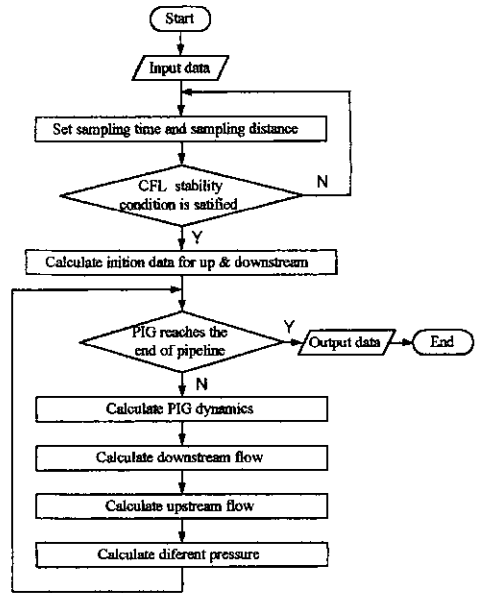 Start
Input data
Set sampling time and sampling distance
CFL stability
condition is satified
N
Y
Calculate inition data for up & downstream
PIG reaches the
end of pipeline
Y
Output data
End
N
Calculate PIG dynamics
Calculate downstream flow
Calculate upstream flow
Calculate diferent pressure